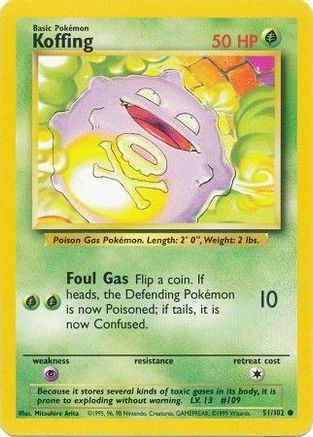 Basic Pokémon
Koffing 50 HP
Poison Gas Pokémon. Length: 2' 0", Weight: 2 lbs.
Foul Gas Flip a coin. If
heads, the Defending Pokémon
is now Poisoned; if tails, it is
now Confused.
10
weakness resistance retreat cost
Because it stores several kinds of toxic gases in its body, it is
prone to exploding without warning. LV. 13 #109
Illus. Mitsuhiro Arita ©1995, 96, 98 Nintendo, Creatures, GAMEFREAK. ©1999 Wizards. 51/102